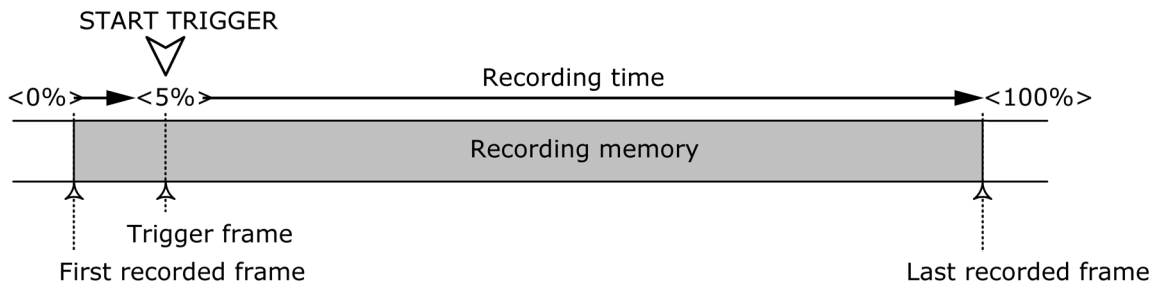 START TRIGGER
Recording time
<0%> <5%> <100%>
Recording memory
Trigger frame
First recorded frame Last recorded frame